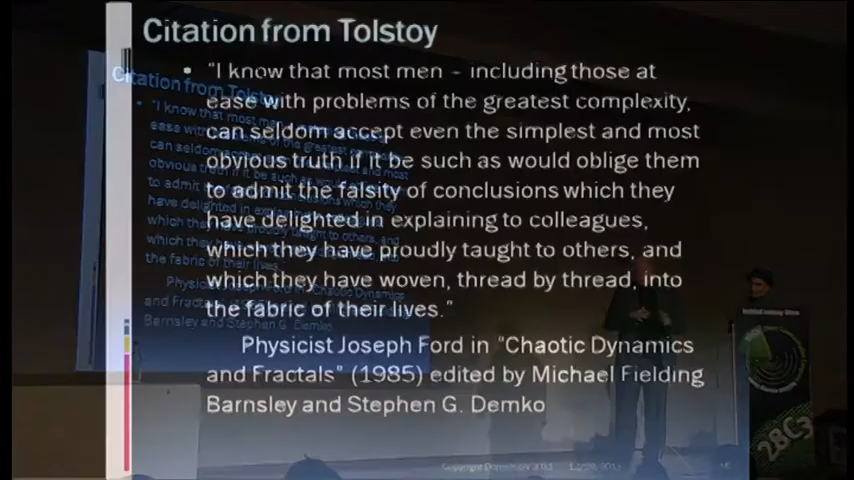 Citation from Tolstoy
• "I know that most men - including those at
ease with problems of the greatest complexity,
can seldom accept even the simplest and most
obvious truth if it be such as would oblige them
to admit the falsity of conclusions which they
have delighted in explaining to colleagues,
which they have proudly taught to others, and
which they have woven, thread by thread, into
the fabric of their lives."
Physicist Joseph Ford in "Chaotic Dynamics
and Fractals" (1985) edited by Michael Fielding
Barnsley and Stephen G. Demko
28C3